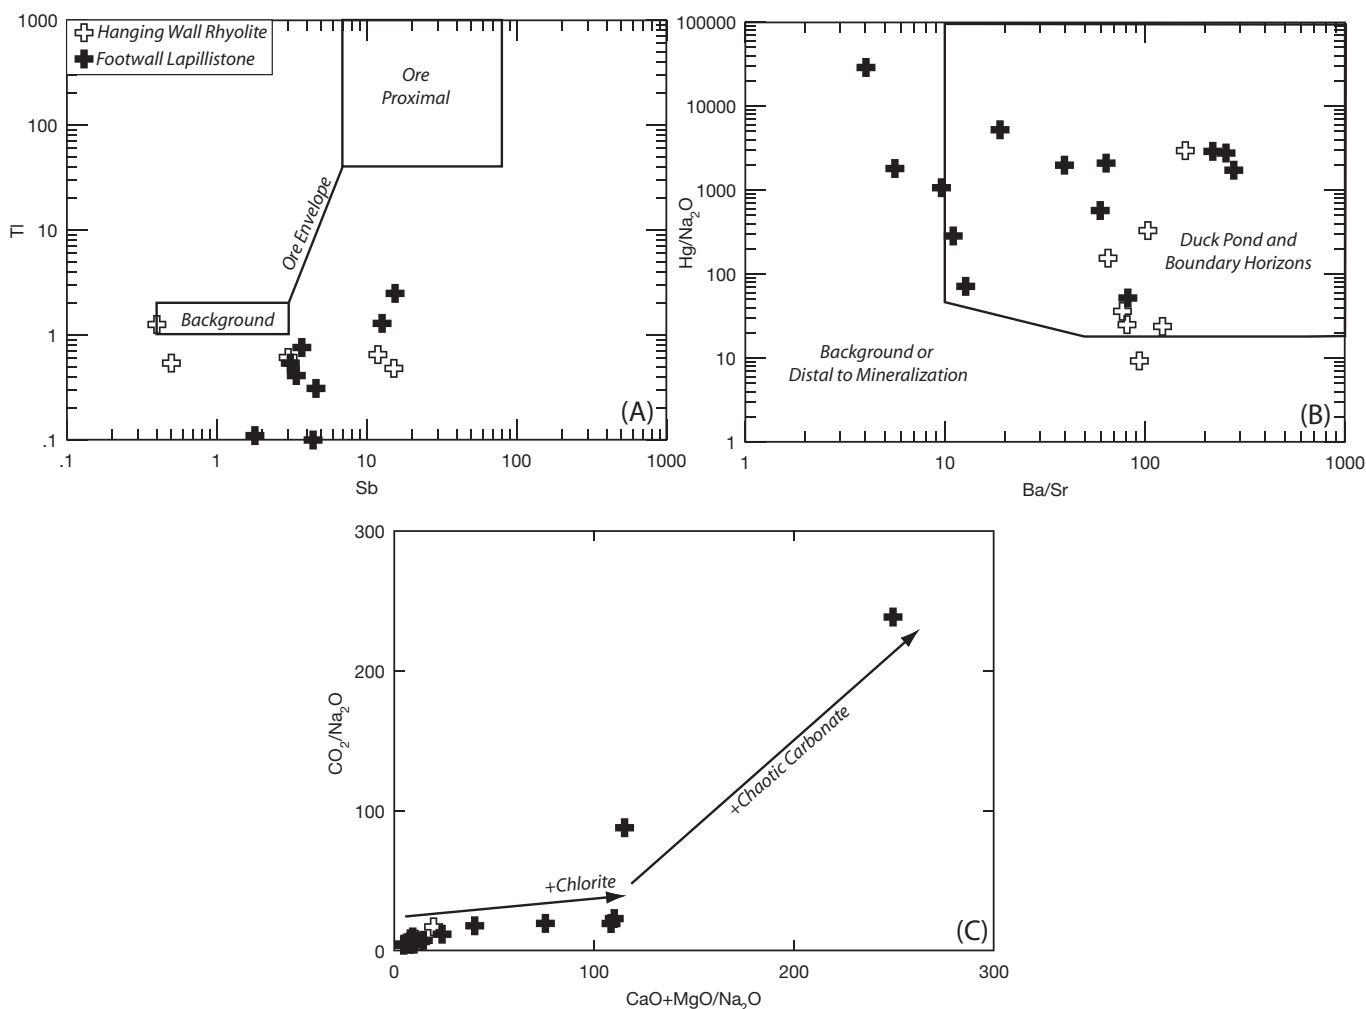 1000
100
10
1
.1
Tl
Hanging Wall Rhyolite
Footwall Lapillistone
Ore
Proximal
Ore Envelope
Background
(A)
.1
1
10
100
1000
Sb
100000
10000
1000
100
10
1
Hg/Na₂O
Duck Pond and
Boundary Horizons
Background or
Distal to Mineralization
(B)
1
10
100
1000
Ba/Sr
300
200
100
0
CO₂/Na₂O
+Chlorite
+Chaotic Carbonate
(C)
0
100
200
300
CaO+MgO/Na₂O